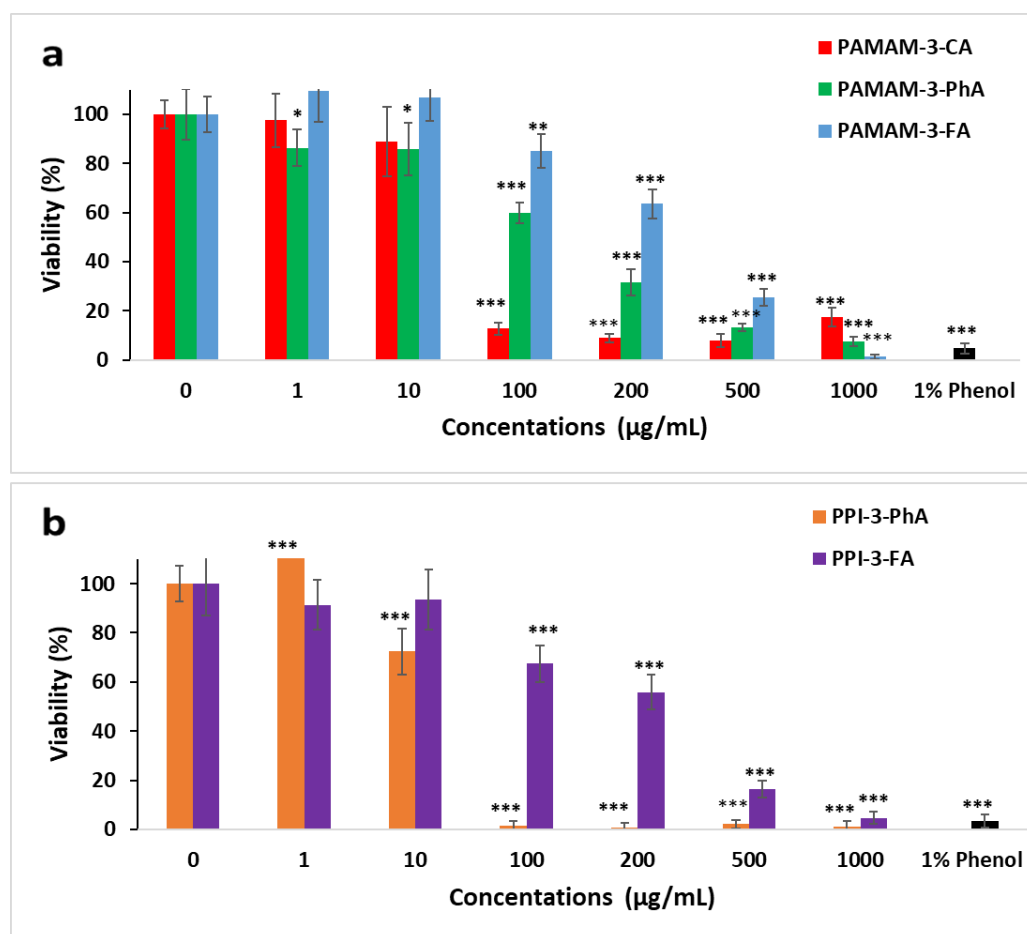 a
PAMAM-3-CA
PAMAM-3-PhA
PAMAM-3-FA
Viability (%)
100
80
60
40
20
0
* * ** *** *** *** *** *** *** *** *** *** *** *** *** ***
0 1 10 100 200 500 1000 1% Phenol
Concentations (µg/mL)
b
PPI-3-PhA
PPI-3-FA
Viability (%)
100
80
60
40
20
0
*** *** *** *** *** *** *** *** *** *** ***
0 1 10 100 200 500 1000 1% Phenol
Concentations (µg/mL)